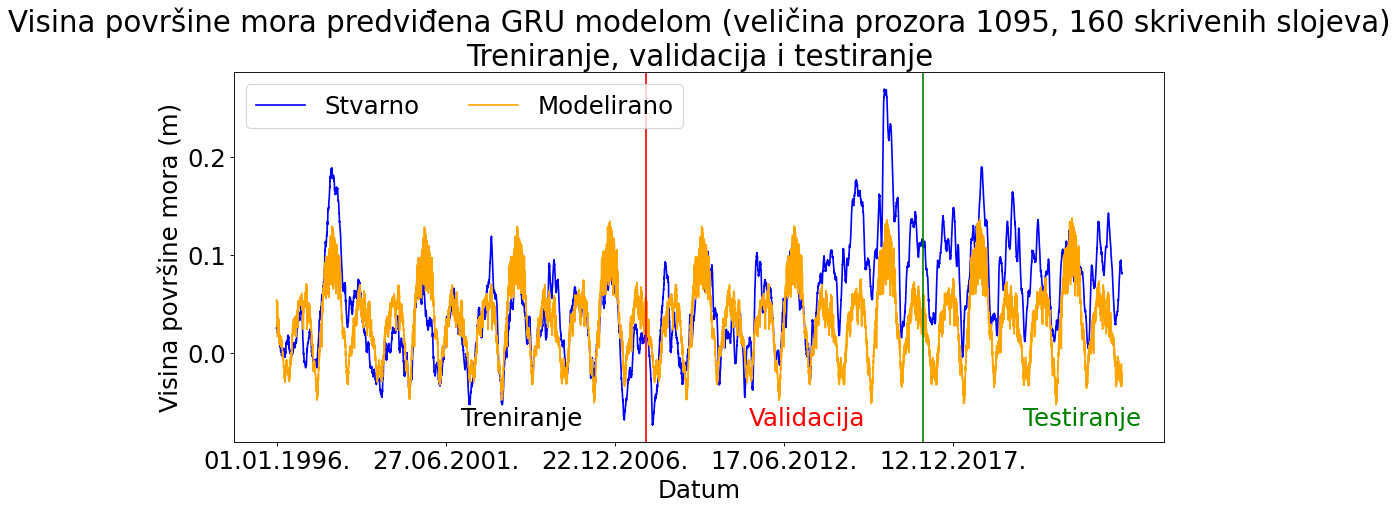 Visina površine mora predviđena GRU modelom (veličina prozora 1095, 160 skrivenih slojeva)
Treniranje, validacija i testiranje
Stvarno Modelirano
Visina površine mora (m)
0.2
0.1
0.0
Treniranje Validacija Testiranje
01.01.1996. 27.06.2001. 22.12.2006. 17.06.2012. 12.12.2017.
Datum